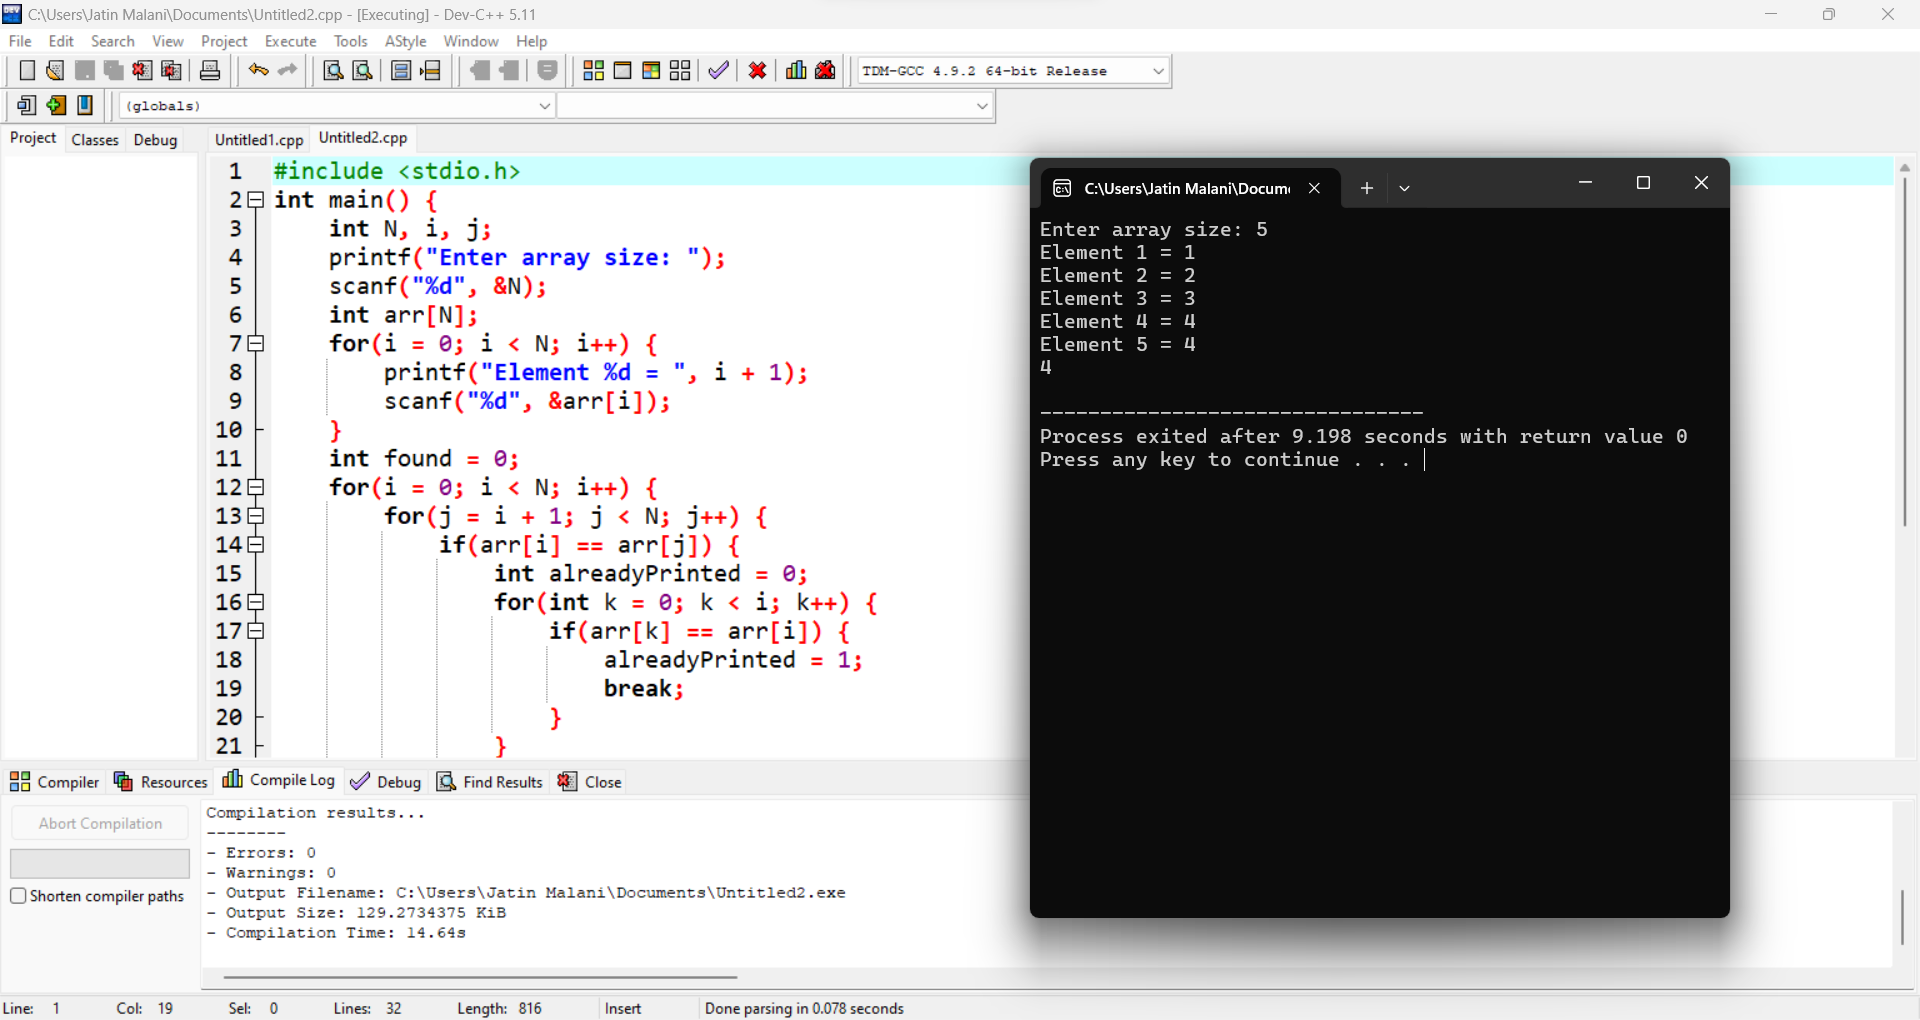 C:\Users\Jatin Malani\Documents\Untitled2.cpp - [Executing] - Dev-C++ 5.11
File Edit Search View Project Execute Tools AStyle Window Help
TDM-GCC 4.9.2 64-bit Release
(globals)
Project Classes Debug Untitled1.cpp Untitled2.cpp
1 #include <stdio.h>
2 int main() {
3 int N, i, j;
4 printf("Enter array size: ");
5 scanf("%d", &N);
6 int arr[N];
7 for(i = 0; i < N; i++) {
8 printf("Element %d = ", i + 1);
9 scanf("%d", &arr[i]);
10 }
11 int found = 0;
12 for(i = 0; i < N; i++) {
13 for(j = i + 1; j < N; j++) {
14 if(arr[i] == arr[j]) {
15 int alreadyPrinted = 0;
16 for(int k = 0; k < i; k++) {
17 if(arr[k] == arr[i]) {
18 alreadyPrinted = 1;
19 break;
20 }
21 }
C:\Users\Jatin Malani\Docum
Enter array size: 5
Element 1 = 1
Element 2 = 2
Element 3 = 3
Element 4 = 4
Element 5 = 4
4
--------------------------------
Process exited after 9.198 seconds with return value 0
Press any key to continue . . .
Compiler Resources Compile Log Debug Find Results Close
Abort Compilation
Shorten compiler paths
Compilation results...
--------
- Errors: 0
- Warnings: 0
- Output Filename: C:\Users\Jatin Malani\Documents\Untitled2.exe
- Output Size: 129.2734375 KiB
- Compilation Time: 14.64s
Line: 1 Col: 19 Sel: 0 Lines: 32 Length: 816 Insert Done parsing in 0.078 seconds